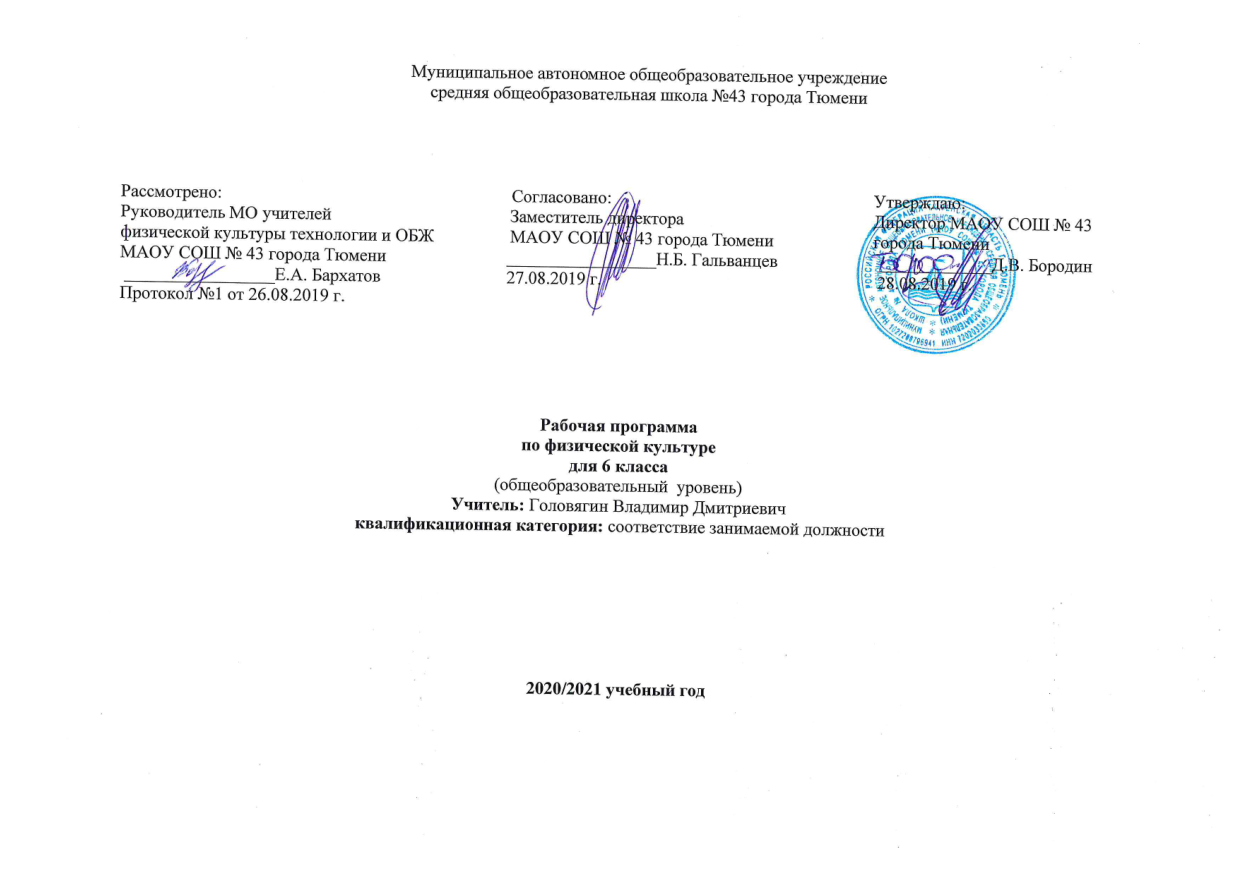 Муниципальное автономное общеобразовательное учреждение
средняя общеобразовательная школа №43 города Тюмени
Рассмотрено:
Руководитель МО учителей
физической культуры технологии и ОБЖ
МАОУ СОШ № 43 города Тюмени
_________________Е.А. Бархатов
Протокол №1 от 26.08.2019 г.
Согласовано:
Заместитель директора
МАОУ СОШ № 43 города Тюмени
_________________Н.Б. Гальванцев
27.08.2019 г.
Утверждаю:
Директор МАОУ СОШ № 43
города Тюмени
_____________Д.В. Бородин
28.08.2019 г.
Рабочая программа
по физической культуре
для 6 класса
(общеобразовательный уровень)
Учитель: Головягин Владимир Дмитриевич
квалификационная категория: соответствие занимаемой должности
2020/2021 учебный год